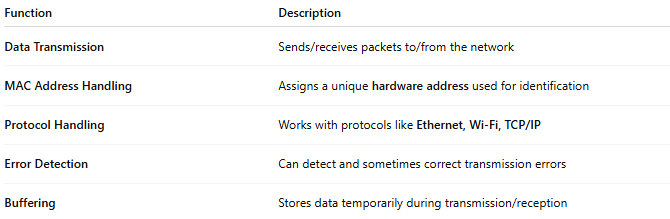 Function Description
Data Transmission Sends/receives packets to/from the network
MAC Address Handling Assigns a unique hardware address used for identification
Protocol Handling Works with protocols like Ethernet, Wi-Fi, TCP/IP
Error Detection Can detect and sometimes correct transmission errors
Buffering Stores data temporarily during transmission/reception